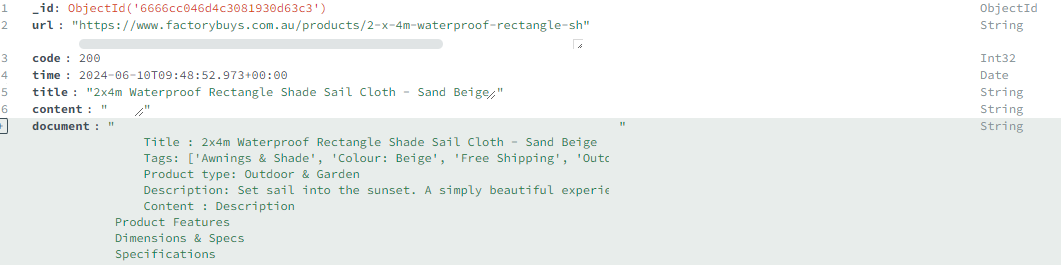 1 _id: ObjectId('6666cc046d4c3081930d63c3') ObjectId
2 url : "https://www.factorybuys.com.au/products/2-x-4m-waterproof-rectangle-sh" String
3 code : 200 Int32
4 time : 2024-06-10T09:48:52.973+00:00 Date
5 title : "2x4m Waterproof Rectangle Shade Sail Cloth - Sand Beige" String
6 content : " " String
document : " " String
Title : 2x4m Waterproof Rectangle Shade Sail Cloth - Sand Beige
Tags: ['Awnings & Shade', 'Colour: Beige', 'Free Shipping', 'Outd
Product type: Outdoor & Garden
Description: Set sail into the sunset. A simply beautiful experie
Content : Description
Product Features
Dimensions & Specs
Specifications